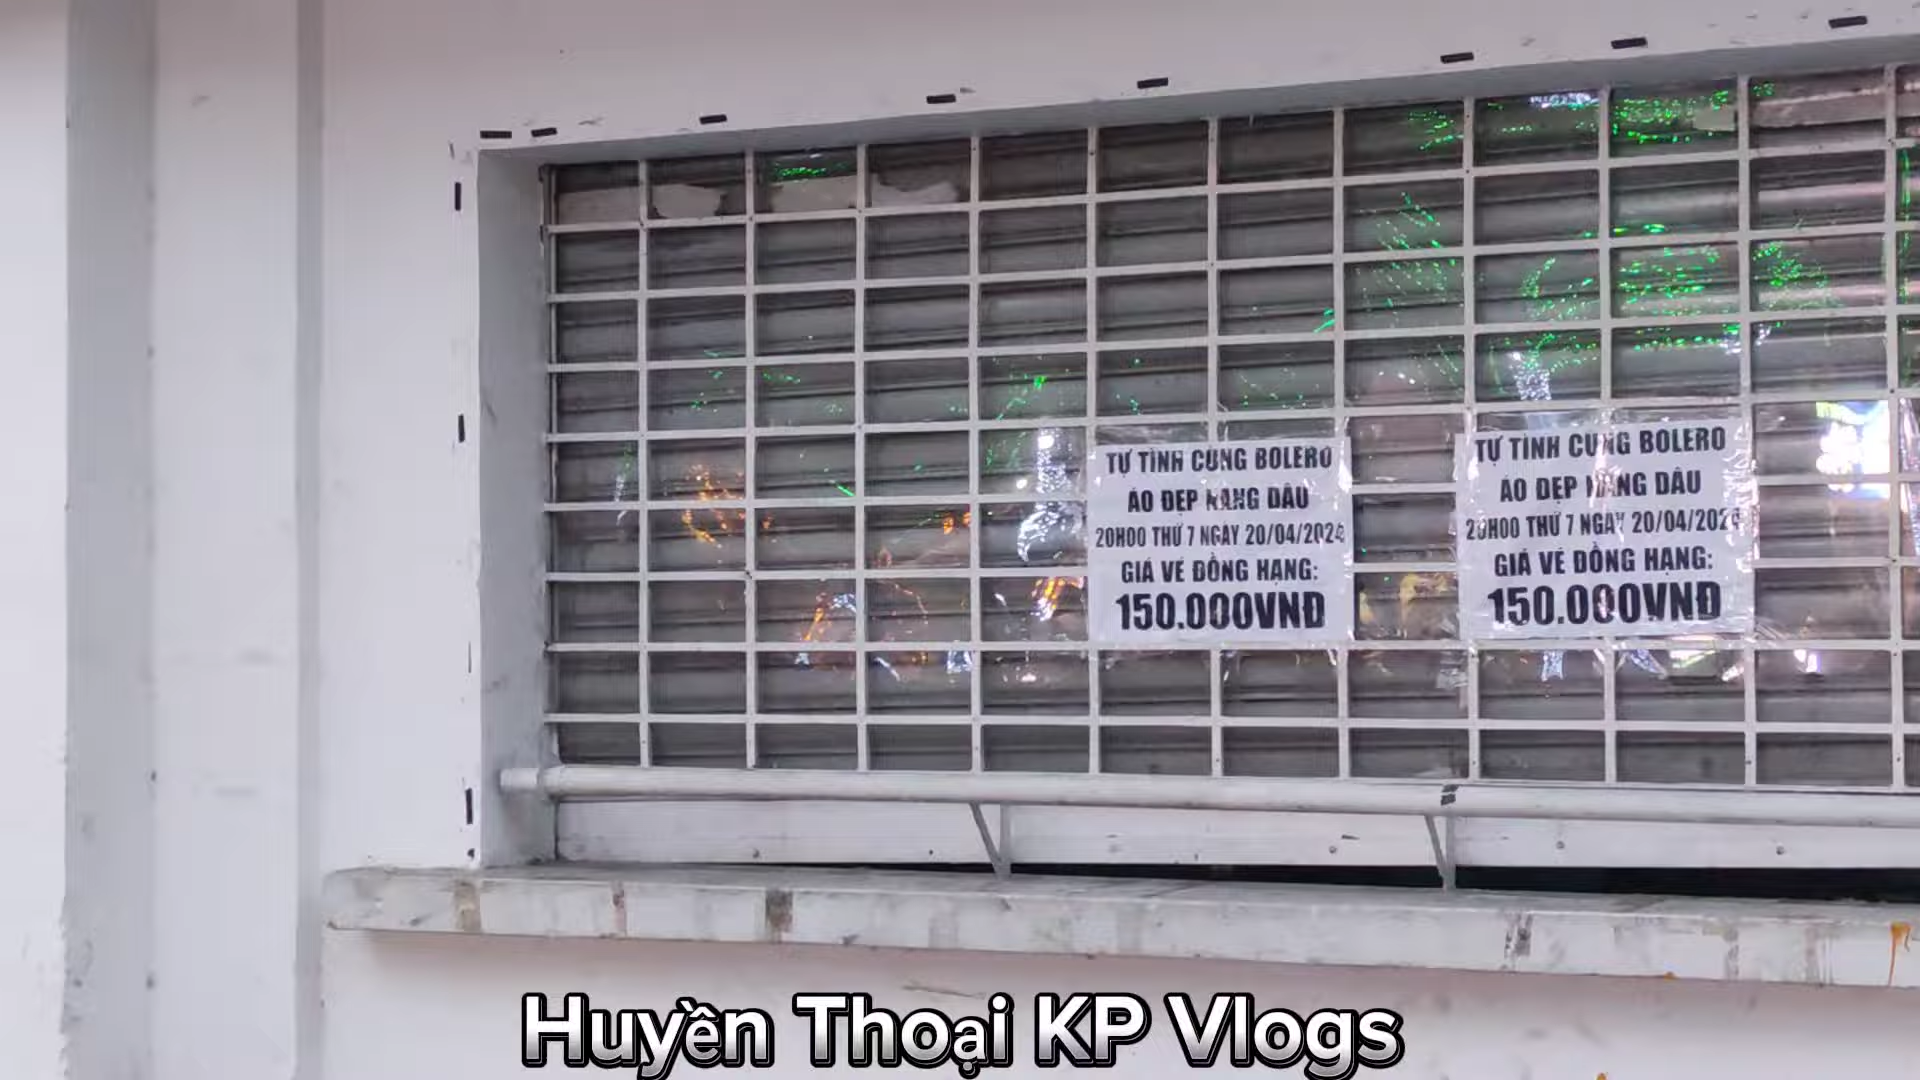 TỰ TÌNH CÙNG BOLERO
ÁO ĐẸP NÀNG DÂU
20H00 THỨ 7 NGÀY 20/04/2024
GIÁ VÉ ĐỒNG HẠNG:
150.000VNĐ
TỰ TÌNH CÙNG BOLERO
ÁO ĐẸP NÀNG DÂU
20H00 THỨ 7 NGÀY 20/04/2024
GIÁ VÉ ĐỒNG HẠNG:
150.000VNĐ
Huyền Thoại KP Vlogs